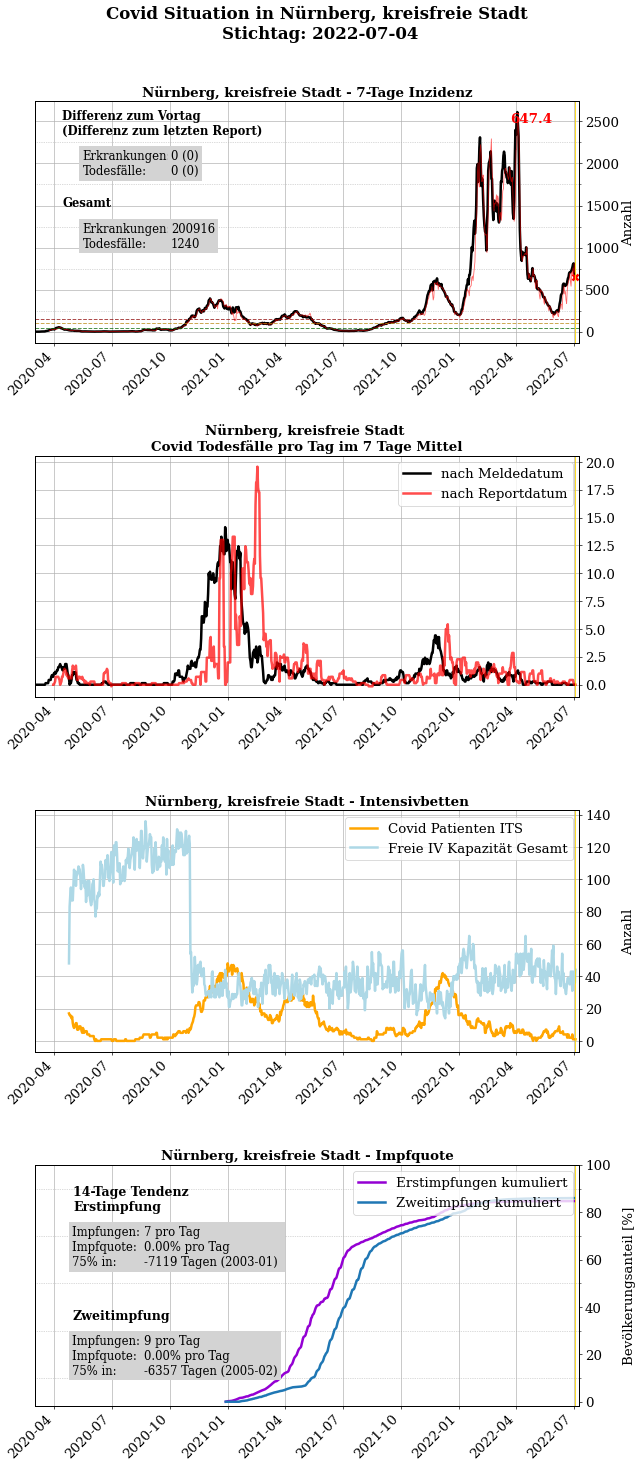 Covid Situation in Nürnberg, kreisfreie Stadt
Stichtag: 2022-07-04
Nürnberg, kreisfreie Stadt - 7-Tage Inzidenz
Differenz zum Vortag
(Differenz zum letzten Report)
Erkrankungen 0 (0)
Todesfälle: 0 (0)
Gesamt
Erkrankungen 200916
Todesfälle: 1240
647.4
2500
2000
1500
1000
500
0
Anzahl
2020-04 2020-07 2020-10 2021-01 2021-04 2021-07 2021-10 2022-01 2022-04 2022-07
Nürnberg, kreisfreie Stadt
Covid Todesfälle pro Tag im 7 Tage Mittel
nach Meldedatum
nach Reportdatum
20.0
17.5
15.0
12.5
10.0
7.5
5.0
2.5
0.0
2020-04 2020-07 2020-10 2021-01 2021-04 2021-07 2021-10 2022-01 2022-04 2022-07
Nürnberg, kreisfreie Stadt - Intensivbetten
Covid Patienten ITS
Freie IV Kapazität Gesamt
140
120
100
80
60
40
20
0
Anzahl
2020-04 2020-07 2020-10 2021-01 2021-04 2021-07 2021-10 2022-01 2022-04 2022-07
Nürnberg, kreisfreie Stadt - Impfquote
Erstimpfungen kumuliert
Zweitimpfung kumuliert
14-Tage Tendenz
Erstimpfung
Impfungen: 7 pro Tag
Impfquote: 0.00% pro Tag
75% in: -7119 Tagen (2003-01)
Zweitimpfung
Impfungen: 9 pro Tag
Impfquote: 0.00% pro Tag
75% in: -6357 Tagen (2005-02)
100
80
60
40
20
0
Bevölkerungsanteil [%]
2020-04 2020-07 2020-10 2021-01 2021-04 2021-07 2021-10 2022-01 2022-04 2022-07